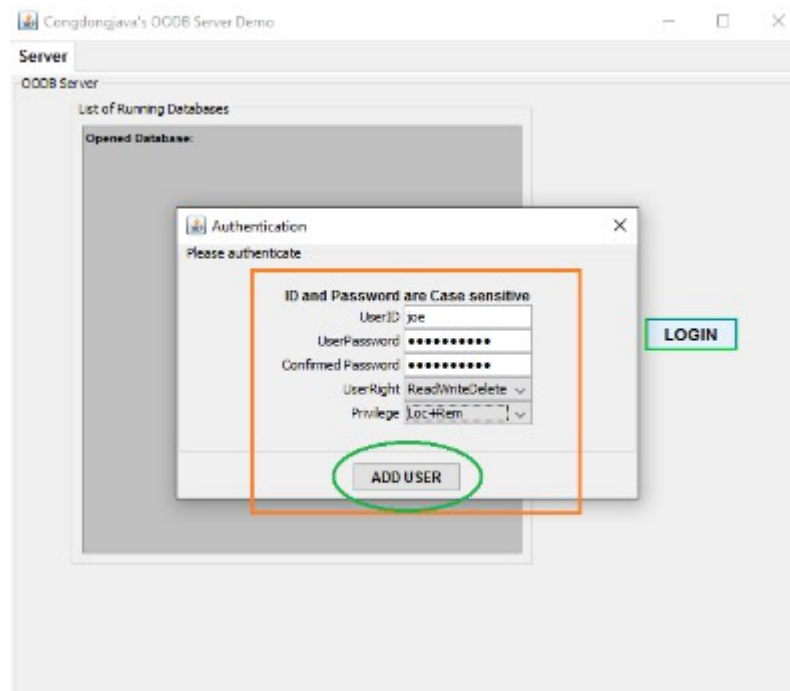 Congdongjava's OODB Server Demo
Server
OODB Server
List of Running Databases
Opened Database:
Authentication
Please authenticate
ID and Password are Case sensitive
UserID joe
UserPassword ●●●●●●●●●●
Confirmed Password ●●●●●●●●●●
UserRight ReadWriteDelete
Privilege Loc+Rem
LOGIN
ADD USER